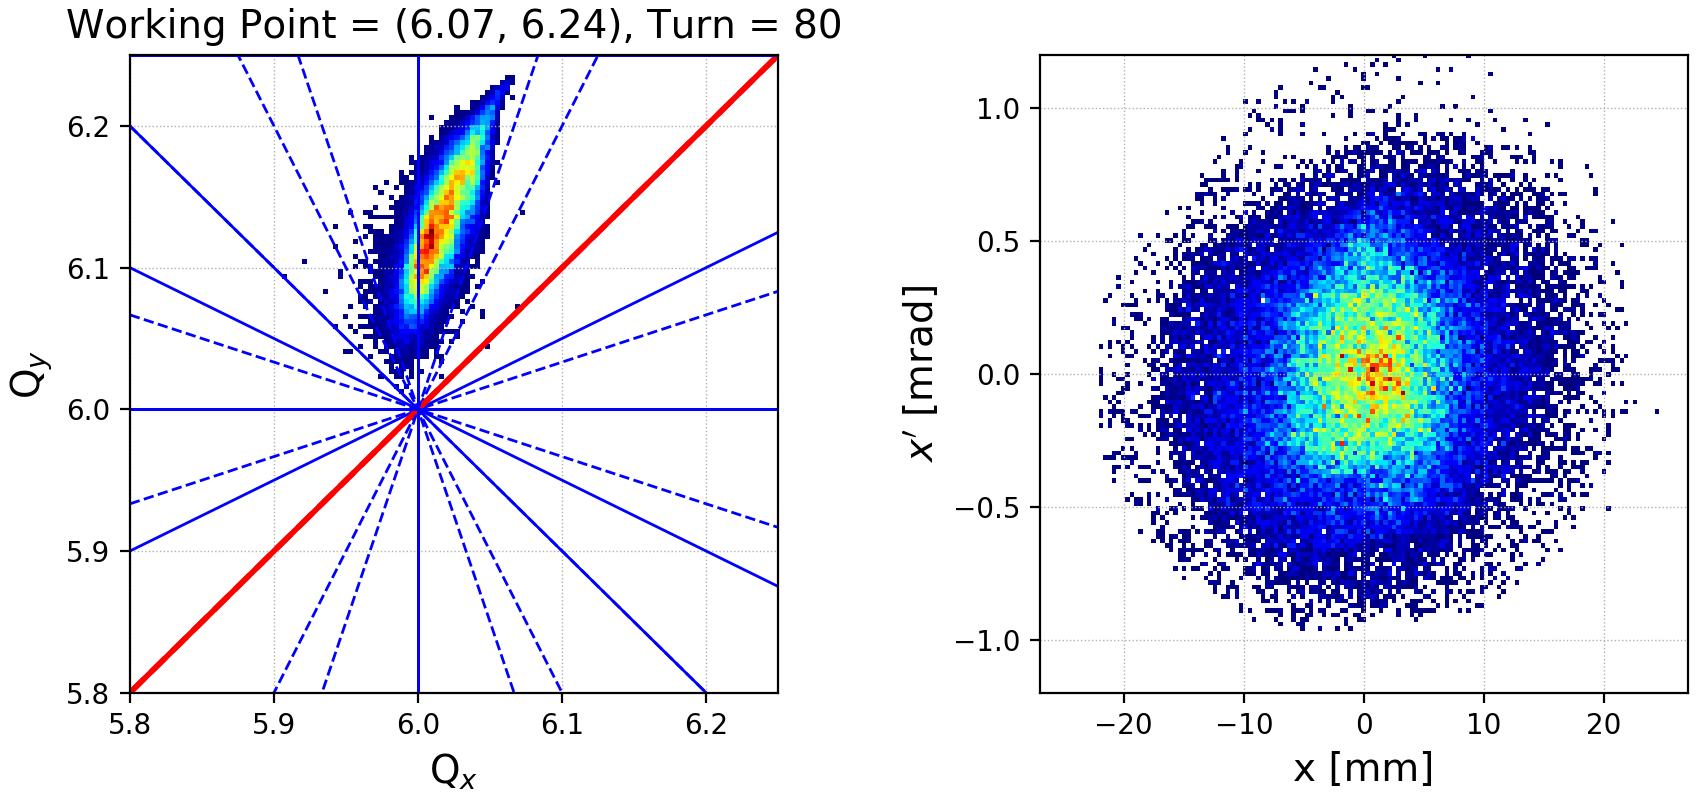 Working Point = (6.07, 6.24), Turn = 80
6.2
6.1
6.0
5.9
5.8
Q_y
5.8 5.9 6.0 6.1 6.2
Q_x
1.0
0.5
0.0
−0.5
−1.0
x′ [mrad]
−20 −10 0 10 20
x [mm]